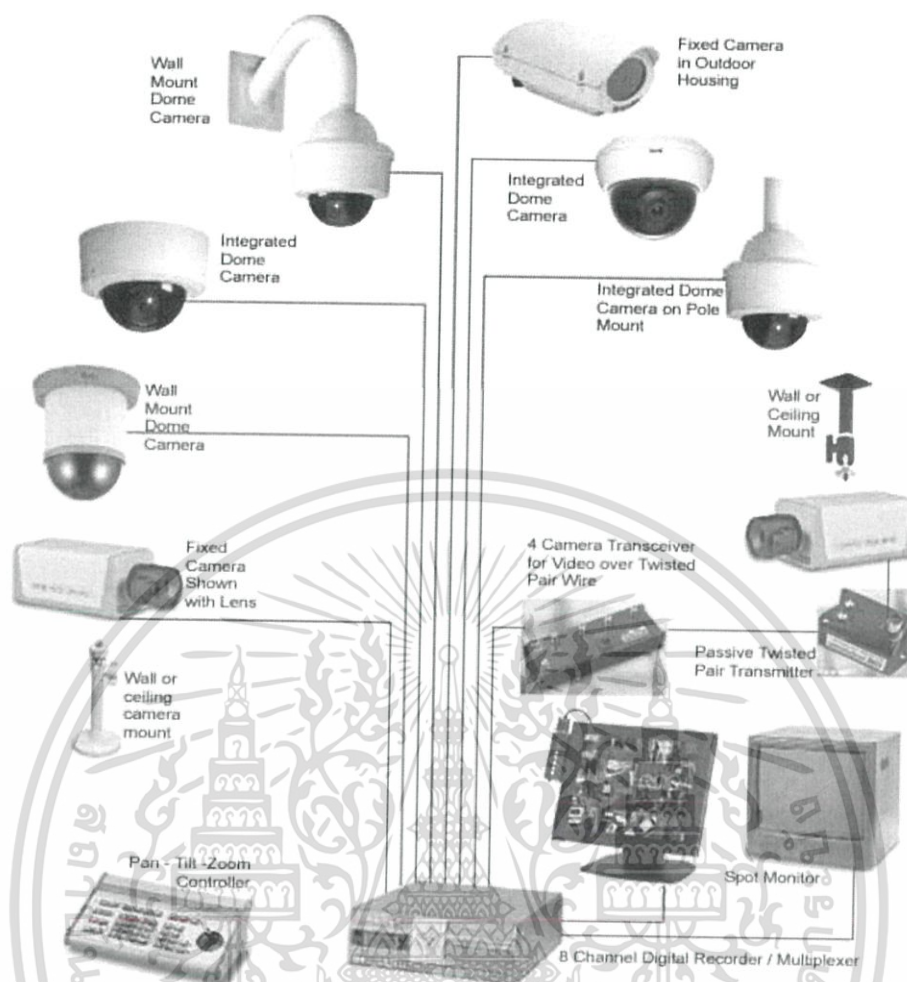 Wall
Mount
Dome
Camera
Fixed Camera
in Outdoor
Housing
Integrated
Dome
Camera
Integrated
Dome
Camera
Integrated Dome
Camera on Pole
Mount
Wall
Mount
Dome
Camera
Wall or
Ceiling
Mount
Fixed
Camera
Shown
with Lens
4 Camera Transceiver
for Video over Twisted
Pair Wire
Passive Twisted
Pair Transmitter
Wall or
ceiling
camera
mount
Pan - Tilt -Zoom
Controller
Spot Monitor
8 Channel Digital Recorder / Multiplexer